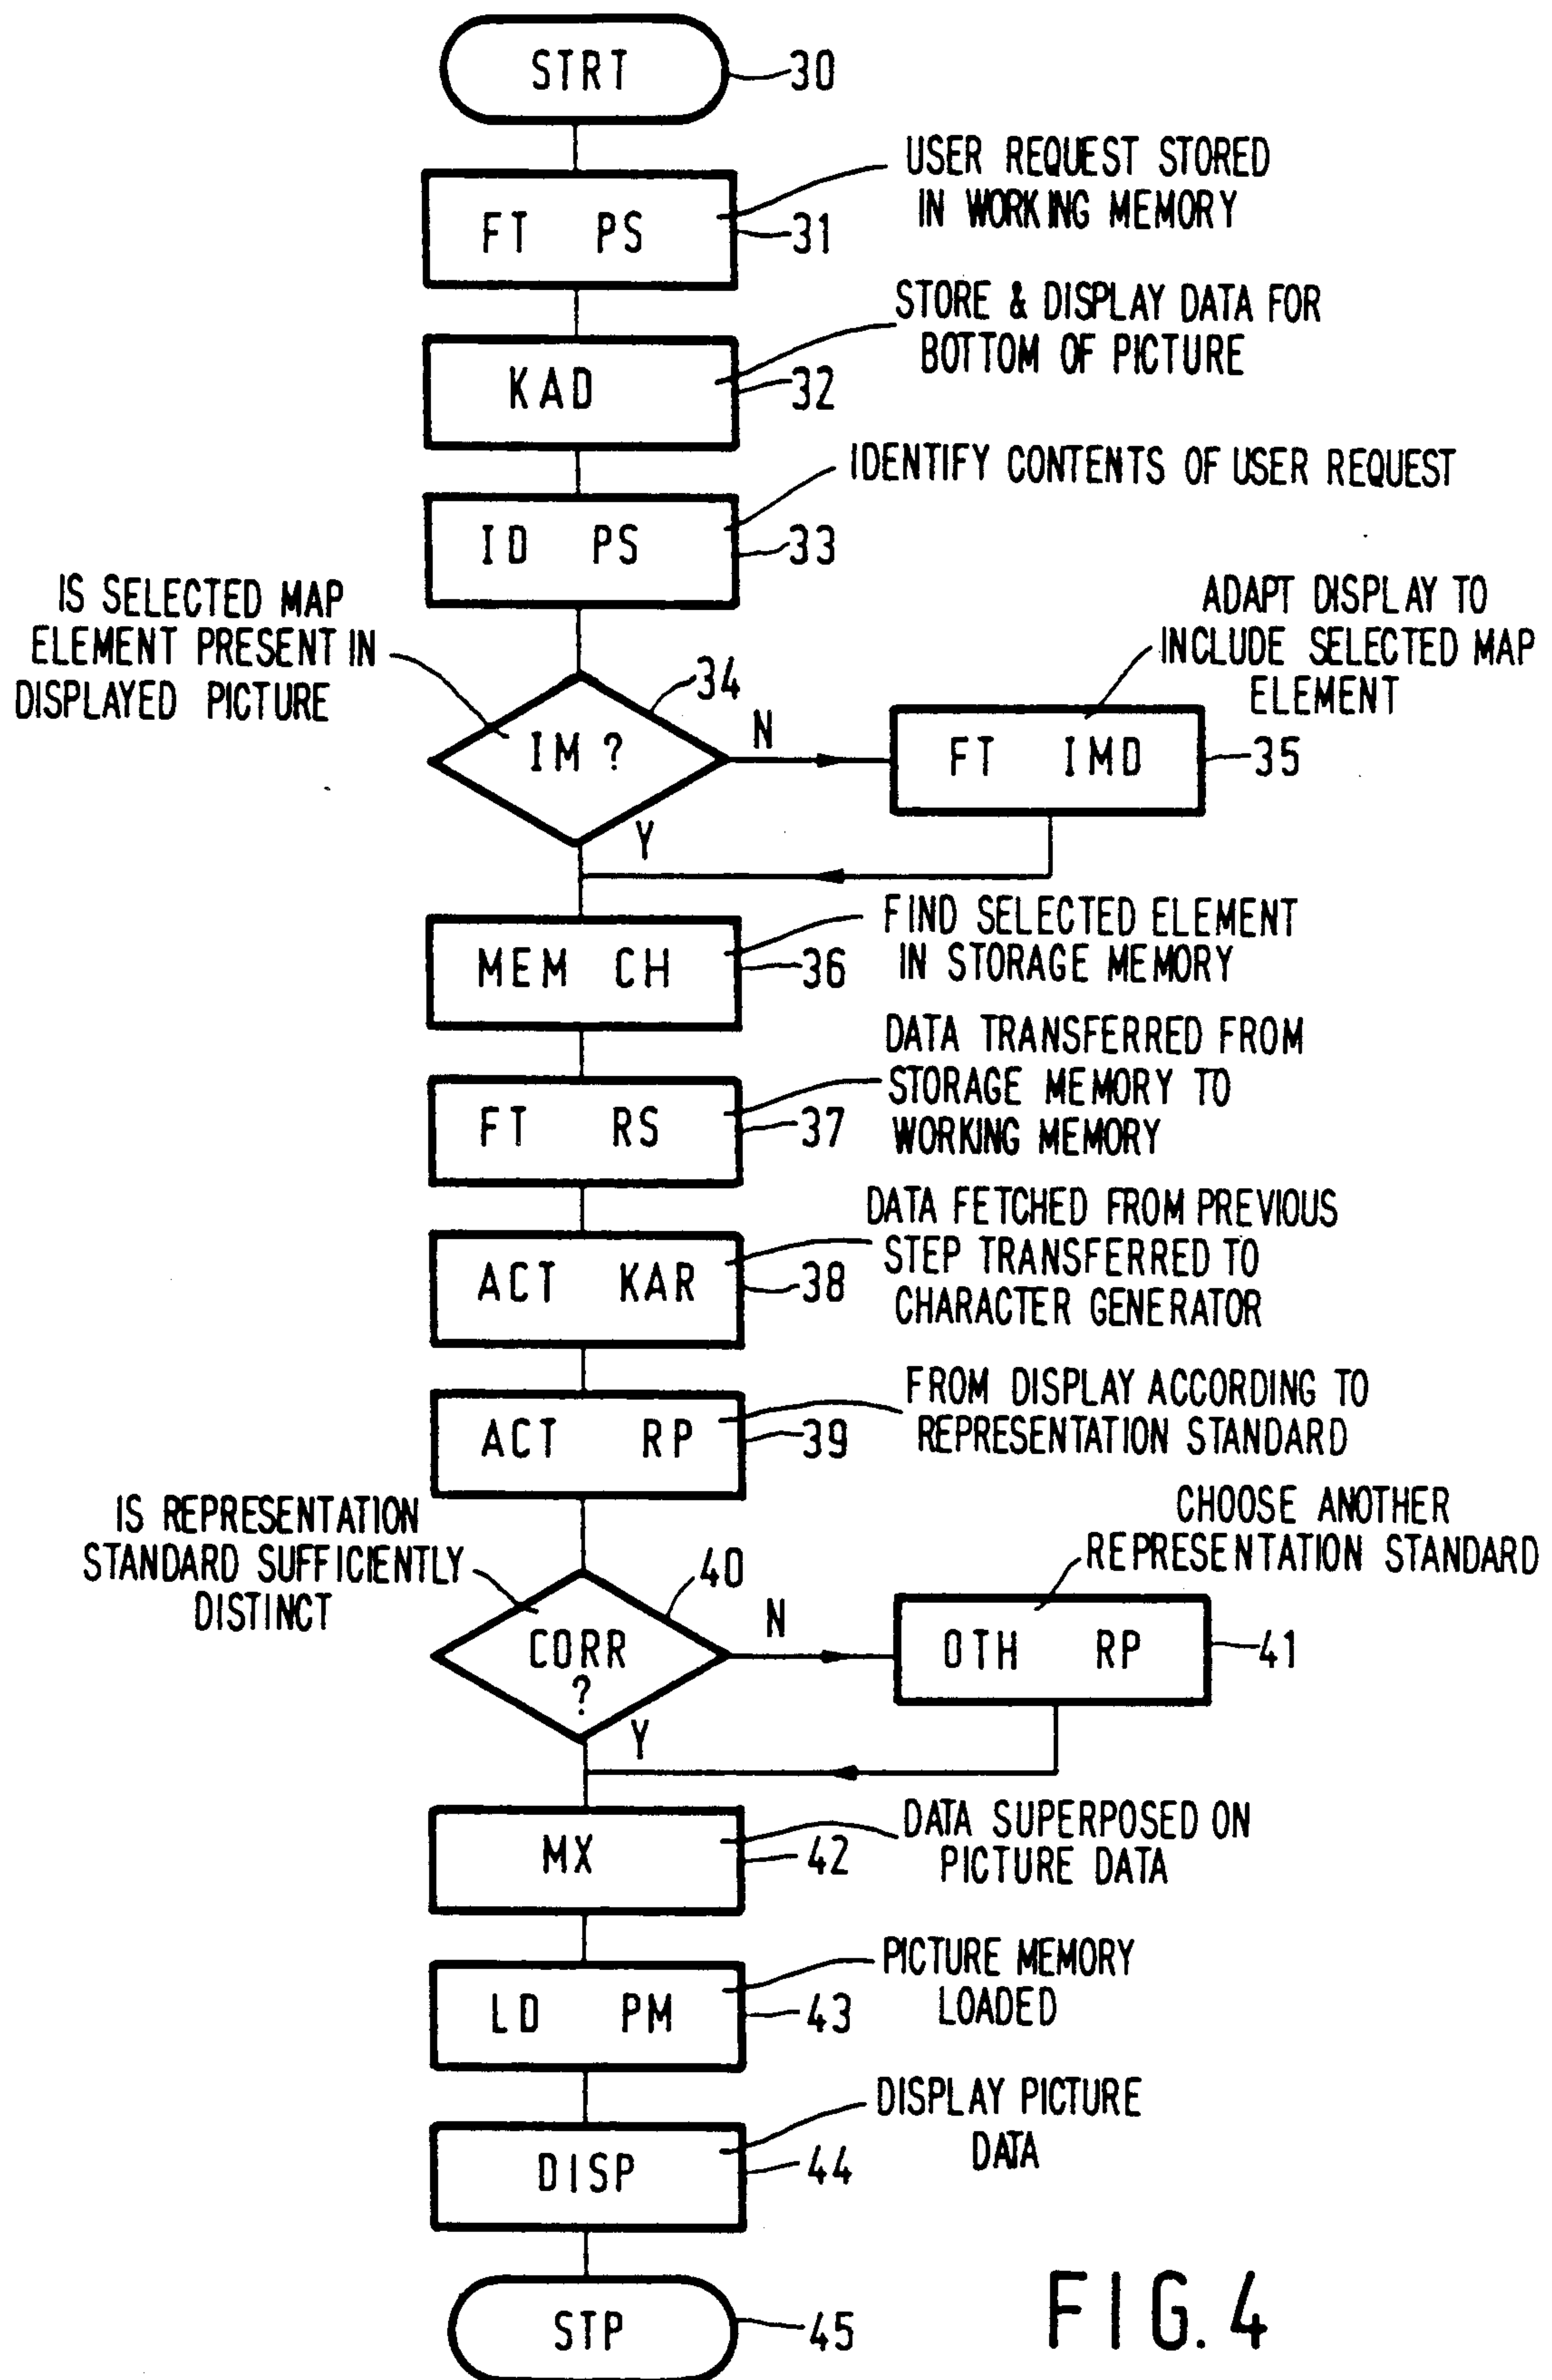 STRT
30
USER REQUEST STORED
IN WORKING MEMORY
FT PS
31
STORE & DISPLAY DATA FOR
BOTTOM OF PICTURE
KAD
32
IDENTIFY CONTENTS OF USER REQUEST
ID PS
33
IS SELECTED MAP
ELEMENT PRESENT IN
DISPLAYED PICTURE
34
IM ?
N
Y
ADAPT DISPLAY TO
INCLUDE SELECTED MAP
ELEMENT
FT IMD
35
FIND SELECTED ELEMENT
IN STORAGE MEMORY
MEM CH
36
DATA TRANSFERRED FROM
STORAGE MEMORY TO
WORKING MEMORY
FT RS
37
DATA FETCHED FROM PREVIOUS
STEP TRANSFERRED TO
CHARACTER GENERATOR
ACT KAR
38
FROM DISPLAY ACCORDING TO
REPRESENTATION STANDARD
ACT RP
39
IS REPRESENTATION
STANDARD SUFFICIENTLY
DISTINCT
40
CORR
?
N
Y
CHOOSE ANOTHER
REPRESENTATION STANDARD
OTH RP
41
DATA SUPERPOSED ON
PICTURE DATA
MX
42
PICTURE MEMORY
LOADED
LD PM
43
DISPLAY PICTURE
DATA
DISP
44
STP
45
FIG. 4